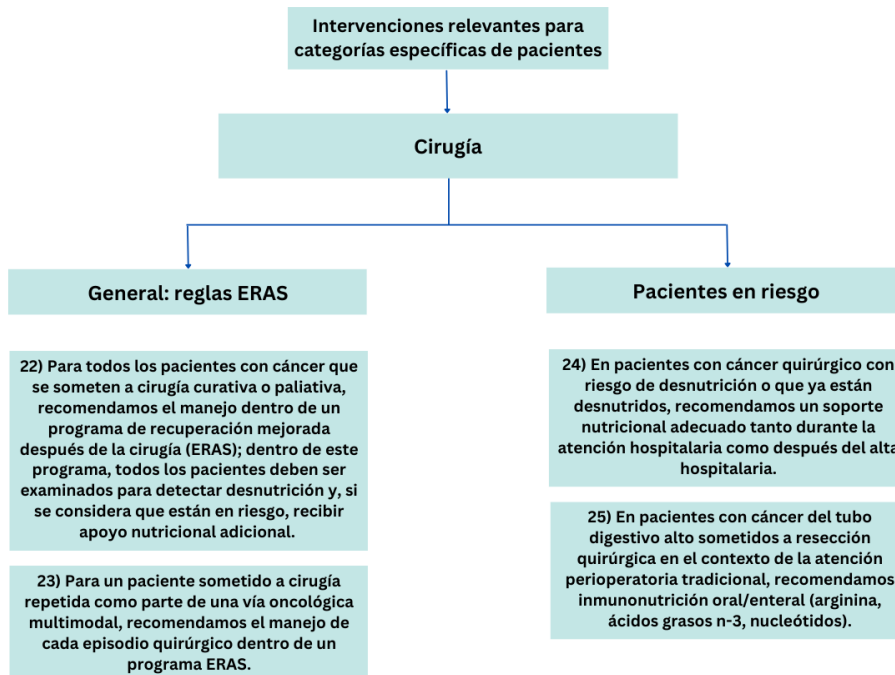 Intervenciones relevantes para
categorías específicas de pacientes
Cirugía
General: reglas ERAS
22) Para todos los pacientes con cáncer que
se someten a cirugía curativa o paliativa,
recomendamos el manejo dentro de un
programa de recuperación mejorada
después de la cirugía (ERAS); dentro de este
programa, todos los pacientes deben ser
examinados para detectar desnutrición y, si
se considera que están en riesgo, recibir
apoyo nutricional adicional.
23) Para un paciente sometido a cirugía
repetida como parte de una vía oncológica
multimodal, recomendamos el manejo de
cada episodio quirúrgico dentro de un
programa ERAS.
Pacientes en riesgo
24) En pacientes con cáncer quirúrgico con
riesgo de desnutrición o que ya están
desnutridos, recomendamos un soporte
nutricional adecuado tanto durante la
atención hospitalaria como después del alta
hospitalaria.
25) En pacientes con cáncer del tubo
digestivo alto sometidos a resección
quirúrgica en el contexto de la atención
perioperatoria tradicional, recomendamos
inmunonutrición oral/enteral (arginina,
ácidos grasos n-3, nucleótidos).